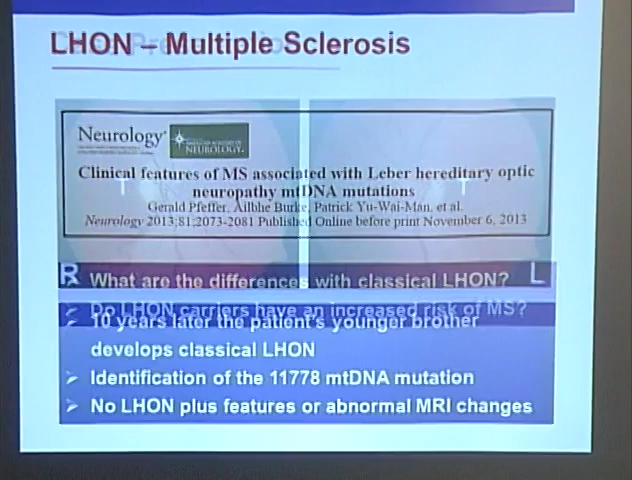 LHON – Multiple Sclerosis
Neurology
NEUROLOGY
Clinical features of MS associated with Leber hereditary optic
neuropathy mtDNA mutations
Gerald Pfeffer, Ailbhe Burke, Patrick Yu-Wai-Man, et al.
Neurology 2013;81;2073-2081 Published Online before print November 6, 2013
R
L
What are the differences with classical LHON?
Do LHON carriers have an increased risk of MS?
10 years later the patient's younger brother
develops classical LHON
Identification of the 11778 mtDNA mutation
No LHON plus features or abnormal MRI changes